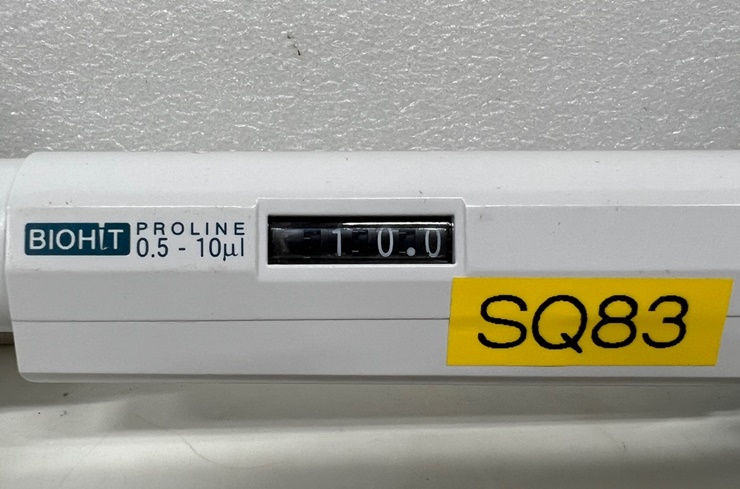 BIOHIT PROLINE
0.5 - 10µl
10.0
SQ83